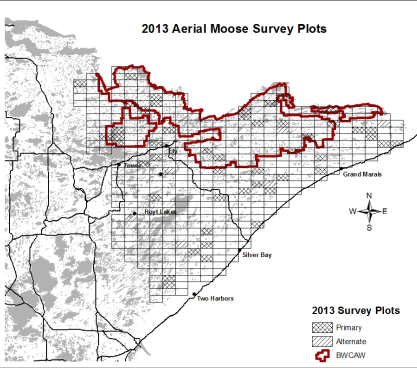 2013 Aerial Moose Survey Plots
Ely
Tower
Grand Marais
Hoyt Lakes
N
W
E
S
Silver Bay
Two Harbors
2013 Survey Plots
Primary
Alternate
BWCAW